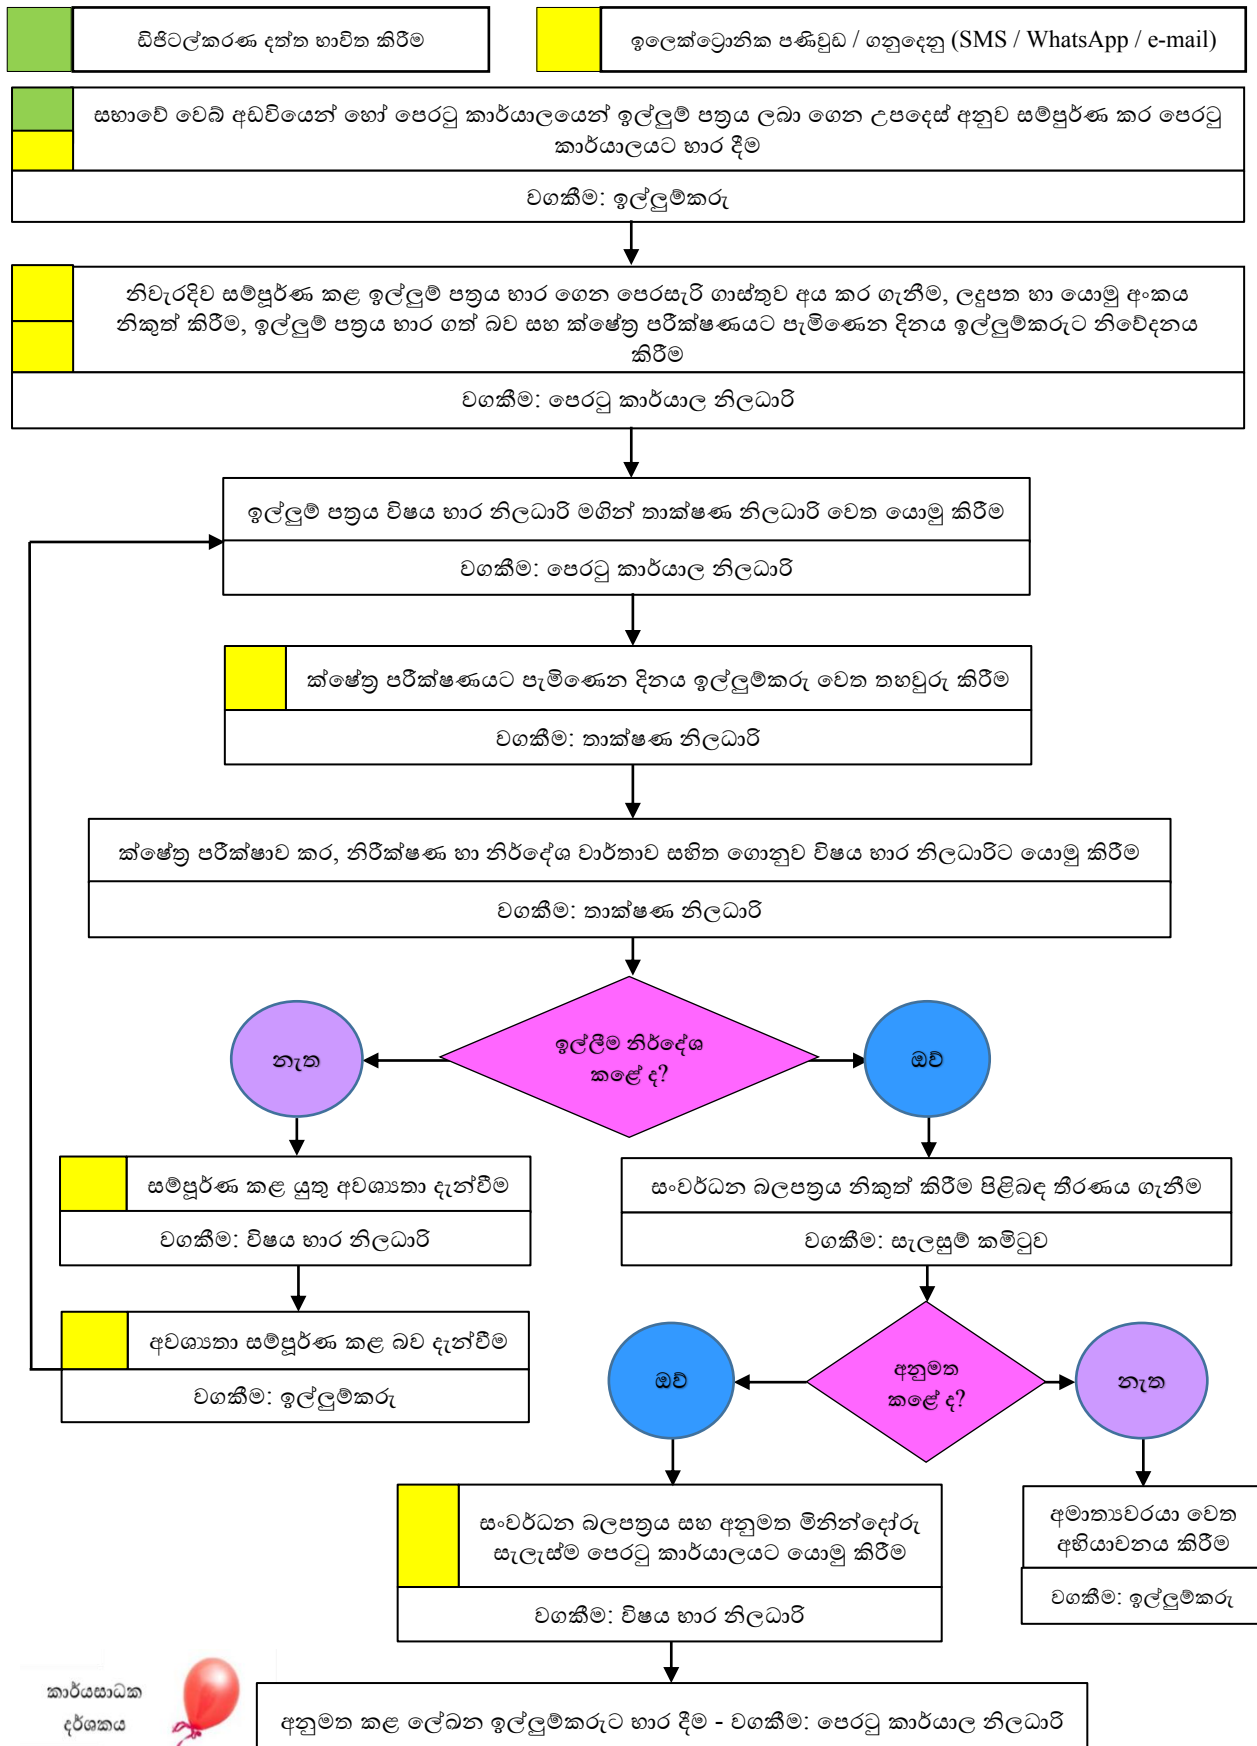 ඩිජිටල්කරණ දත්ත භාවිත කිරීම
ඉලෙක්ට්‍රොනික පණිවුඩ / ගනුදෙනු (SMS / WhatsApp / e-mail)
සභාවේ වෙබ් අඩවියෙන් හෝ පෙරටු කාර්යාලයෙන් ඉල්ලුම් පත්‍රය ලබා ගෙන උපදෙස් අනුව සම්පුර්ණ කර පෙරටු
කාර්යාලයට භාර දීම
වගකීම: ඉල්ලුම්කරු
නිවැරදිව සම්පූර්ණ කළ ඉල්ලුම් පත්‍රය භාර ගෙන පෙරසැරි ගාස්තුව අය කර ගැනීම, ලදුපත හා යොමු අංකය
නිකුත් කිරීම, ඉල්ලුම් පත්‍රය භාර ගත් බව සහ ක්ෂේත්‍ර පරීක්ෂණයට පැමිණෙන දිනය ඉල්ලුම්කරුට නිවේදනය
කිරීම
වගකීම: පෙරටු කාර්යාල නිලධාරි
ඉල්ලුම් පත්‍රය විෂය භාර නිලධාරි මගින් තාක්ෂණ නිලධාරි වෙත යොමු කිරීම
වගකීම: පෙරටු කාර්යාල නිලධාරි
ක්ෂේත්‍ර පරීක්ෂණයට පැමිණෙන දිනය ඉල්ලුම්කරු වෙත තහවුරු කිරීම
වගකීම: තාක්ෂණ නිලධාරි
ක්ෂේත්‍ර පරීක්ෂාව කර, නිරීක්ෂණ හා නිර්දේශ වාර්තාව සහිත ගොනුව විෂය භාර නිලධාරිට යොමු කිරීම
වගකීම: තාක්ෂණ නිලධාරි
නැත
ඉල්ලීම නිර්දේශ
කළේ ද?
ඔව්
සම්පූර්ණ කළ යුතු අවශ්‍යතා දැන්වීම
වගකීම: විෂය භාර නිලධාරි
සංවර්ධන බලපත්‍රය නිකුත් කිරීම පිළිබඳ තීරණය ගැනීම
වගකීම: සැලසුම් කමිටුව
අවශ්‍යතා සම්පූර්ණ කළ බව දැන්වීම
වගකීම: ඉල්ලුම්කරු
ඔව්
අනුමත
කළේ ද?
නැත
සංවර්ධන බලපත්‍රය සහ අනුමත මිනින්දෝරු
සැලැස්ම පෙරටු කාර්යාලයට යොමු කිරීම
වගකීම: විෂය භාර නිලධාරි
අමාත්‍යවරයා වෙත
අභියාචනය කිරීම
වගකීම: ඉල්ලුම්කරු
කාර්යසාධක
දර්ශකය
අනුමත කළ ලේඛන ඉල්ලුම්කරුට භාර දීම - වගකීම: පෙරටු කාර්යාල නිලධාරි